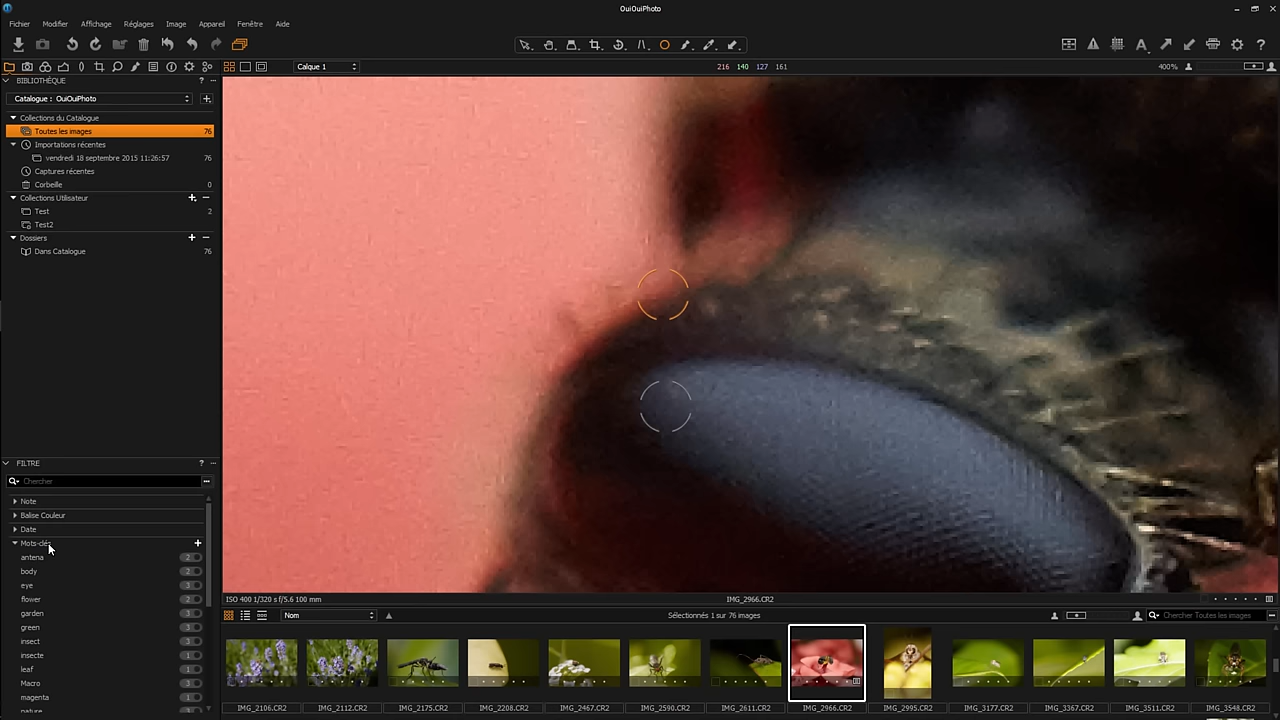 OuiOuiPhoto
Fichier Modifier Affichage Réglages Image Appareil Fenêtre Aide
Calque 1 216 140 127 161 400%
BIBLIOTHÈQUE ?
Catalogue : OuiOuiPhoto
Collections du Catalogue
Toutes les images 76
Importations récentes
vendredi 18 septembre 2015 11:26:57 76
Captures récentes
Corbeille 0
Collections Utilisateur
Test 2
Test2
Dossiers
Dans Catalogue 76
FILTRE ?
Chercher
Note
Balise Couleur
Date
Mots-clés
antena 2
body 2
eye 3
flower 2
garden 3
green 3
insect 3
insecte 1
leaf 1
Macro 3
magenta 1
nature
ISO 400 1/320 s f/5.6 100 mm IMG_2966.CR2
Nom Sélectionnés 1 sur 76 images Chercher Toutes les images
IMG_2106.CR2 IMG_2112.CR2 IMG_2175.CR2 IMG_2208.CR2 IMG_2467.CR2 IMG_2590.CR2 IMG_2611.CR2 IMG_2966.CR2 IMG_2995.CR2 IMG_3177.CR2 IMG_3367.CR2 IMG_3511.CR2 IMG_3548.CR2